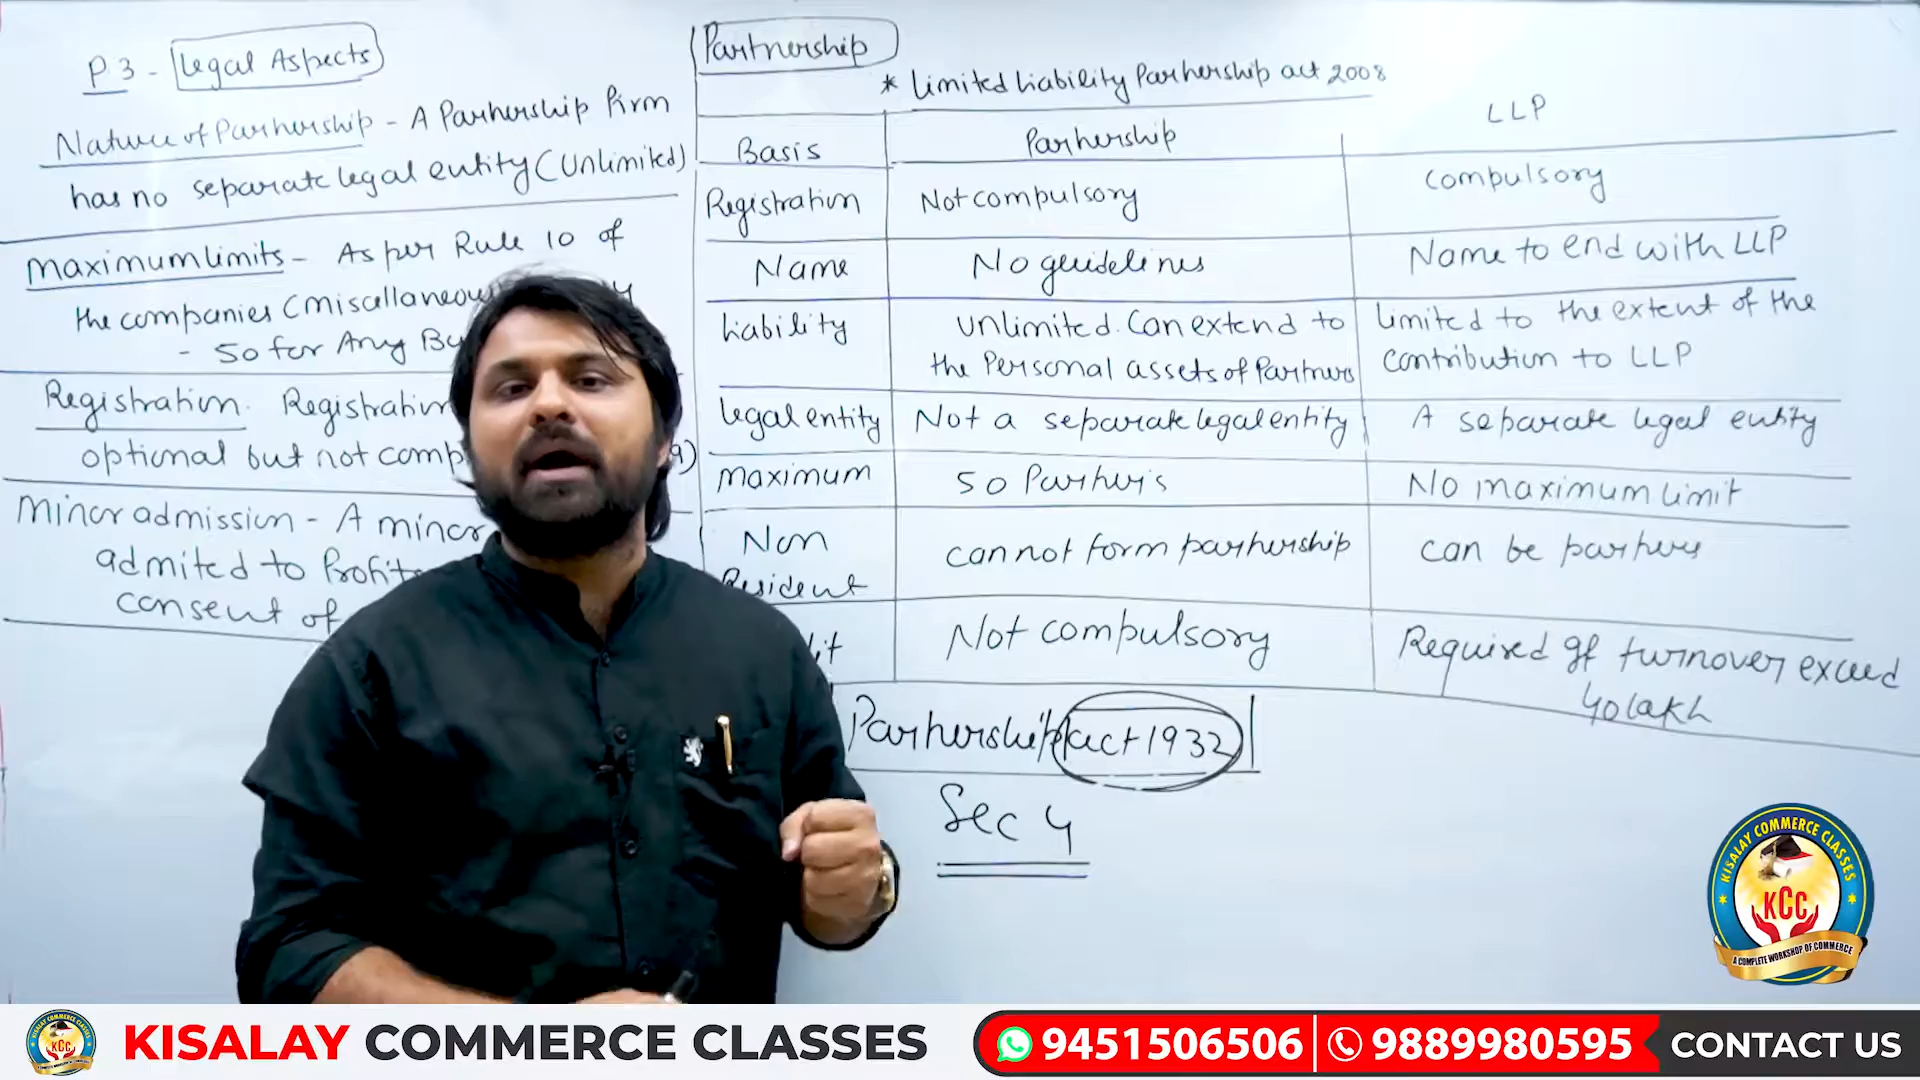 P 3 - Legal Aspects
Nature of Partnership - A Partnership Firm
has no separate legal entity (Unlimited)
Maximum limits - As per Rule 10 of
the companies (miscellaneous
- 50 for Any Bu
Registration. Registration
optional but not comp 9)
Minor admission - A minor
admited to Profits
consent of
Partnership
* Limited Liability Partnership act 2008
Basis Partnership LLP
Registration Not compulsory compulsory
Name No guidelines Name to end with LLP
Liability Unlimited. Can extend to the Personal assets of Partners Limited to the extent of the contribution to LLP
Legal entity Not a separate legal entity A separate legal entity
Maximum 50 Partners No maximum limit
Non Resident cannot form partnership can be partners
Not compulsory Required If turnover exceed 40 lakh
Partnership act 1932
Sec 4
KISALAY COMMERCE CLASSES
KCC
A COMPLETE WORKSHOP OF COMMERCE
KISALAY COMMERCE CLASSES 9451506506 9889980595 CONTACT US